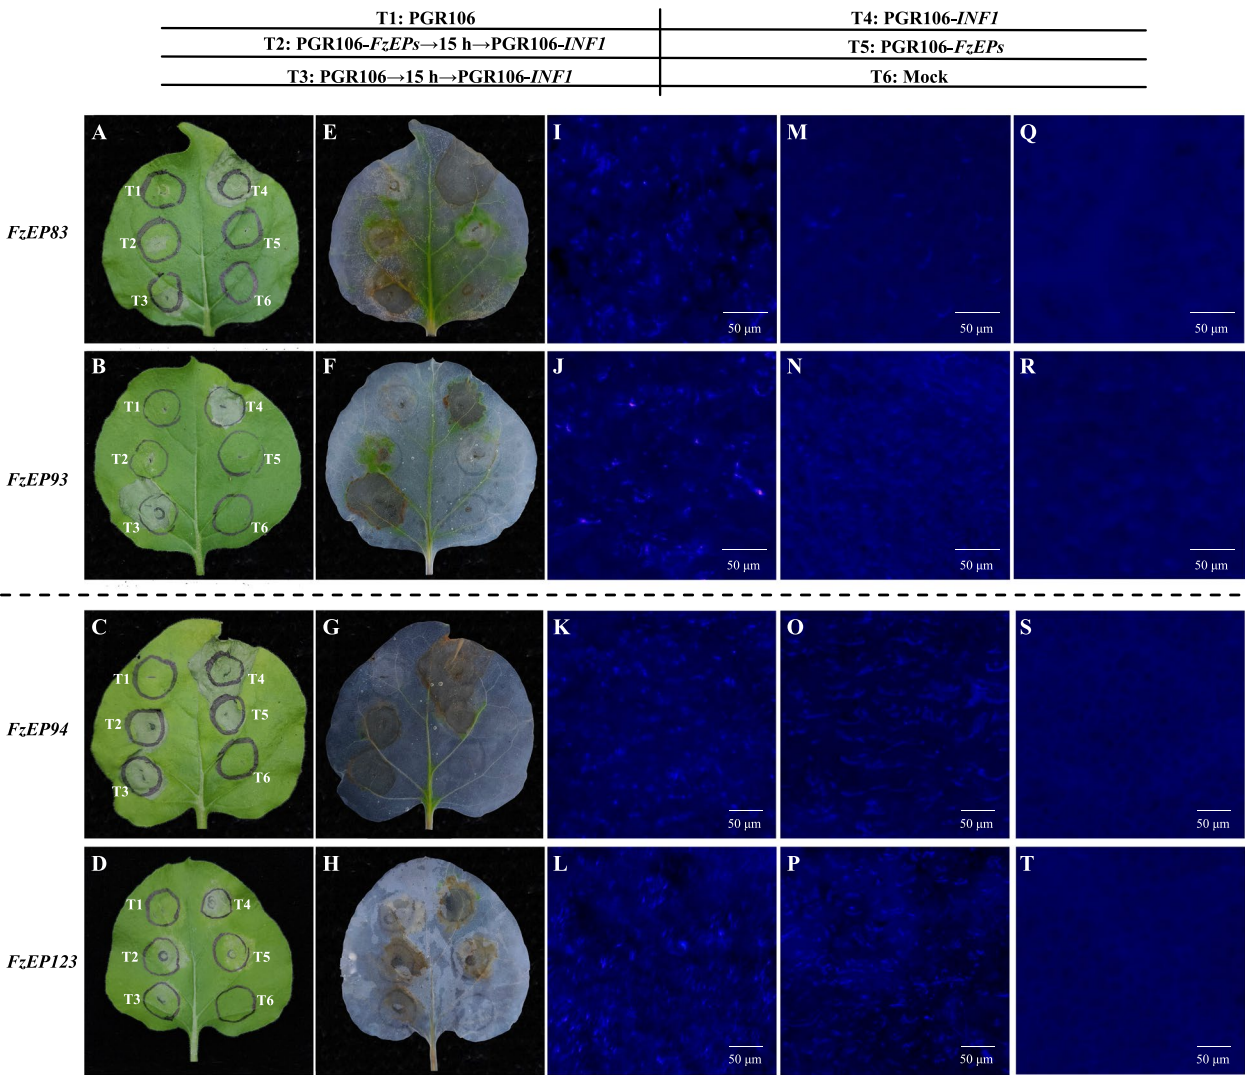 T1: PGR106 T4: PGR106-INF1
T2: PGR106-FzEPs→15 h→PGR106-INF1 T5: PGR106-FzEPs
T3: PGR106→15 h→PGR106-INF1 T6: Mock
A E I M Q
T1 T4
FzEP83 T2 T5
T3 T6
50 μm 50 μm 50 μm
B F J N R
T1 T4
T2 T5
FzEP93
T3 T6
50 μm 50 μm 50 μm
C G K O S
T1 T4
FzEP94 T2 T5
T3 T6
50 μm 50 μm 50 μm
D H L P T
T1 T4
FzEP123 T2 T5
T3 T6
50 μm 50 μm 50 μm